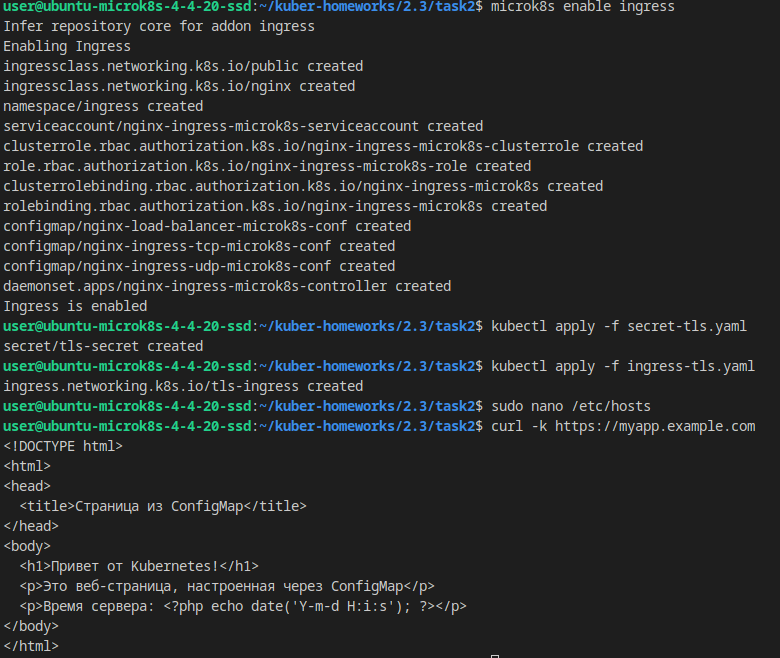 user@ubuntu-microk8s-4-4-20-ssd:~/kuber-homeworks/2.3/task2$ microk8s enable ingress
Infer repository core for addon ingress
Enabling Ingress
ingressclass.networking.k8s.io/public created
ingressclass.networking.k8s.io/nginx created
namespace/ingress created
serviceaccount/nginx-ingress-microk8s-serviceaccount created
clusterrole.rbac.authorization.k8s.io/nginx-ingress-microk8s-clusterrole created
role.rbac.authorization.k8s.io/nginx-ingress-microk8s-role created
clusterrolebinding.rbac.authorization.k8s.io/nginx-ingress-microk8s created
rolebinding.rbac.authorization.k8s.io/nginx-ingress-microk8s created
configmap/nginx-load-balancer-microk8s-conf created
configmap/nginx-ingress-tcp-microk8s-conf created
configmap/nginx-ingress-udp-microk8s-conf created
daemonset.apps/nginx-ingress-microk8s-controller created
Ingress is enabled
user@ubuntu-microk8s-4-4-20-ssd:~/kuber-homeworks/2.3/task2$ kubectl apply -f secret-tls.yaml
secret/tls-secret created
user@ubuntu-microk8s-4-4-20-ssd:~/kuber-homeworks/2.3/task2$ kubectl apply -f ingress-tls.yaml
ingress.networking.k8s.io/tls-ingress created
user@ubuntu-microk8s-4-4-20-ssd:~/kuber-homeworks/2.3/task2$ sudo nano /etc/hosts
user@ubuntu-microk8s-4-4-20-ssd:~/kuber-homeworks/2.3/task2$ curl -k https://myapp.example.com
<!DOCTYPE html>
<html>
<head>
  <title>Страница из ConfigMap</title>
</head>
<body>
  <h1>Привет от Kubernetes!</h1>
  <p>Это веб-страница, настроенная через ConfigMap</p>
  <p>Время сервера: <?php echo date('Y-m-d H:i:s'); ?></p>
</body>
</html>